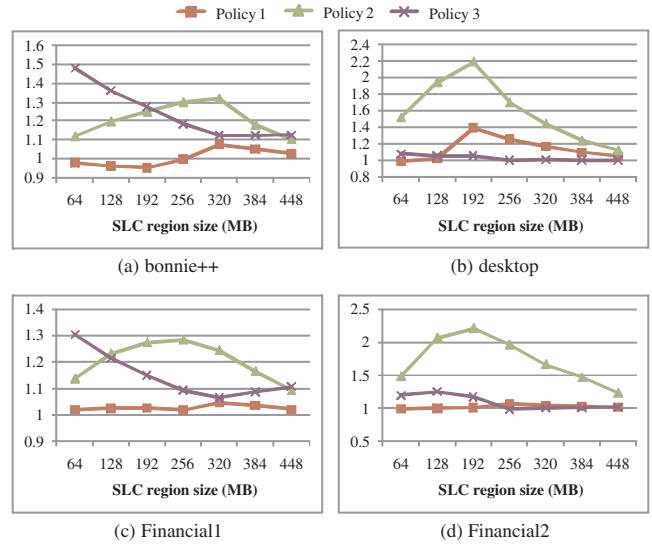 Policy 1 Policy 2 Policy 3
1.6
1.5
1.4
1.3
1.2
1.1
1
0.9
64 128 192 256 320 384 448
SLC region size (MB)
(a) bonnie++
2.4
2.2
2
1.8
1.6
1.4
1.2
1
0.8
64 128 192 256 320 384 448
SLC region size (MB)
(b) desktop
1.4
1.3
1.2
1.1
1
0.9
64 128 192 256 320 384 448
SLC region size (MB)
(c) Financial1
2.5
2
1.5
1
0.5
64 128 192 256 320 384 448
SLC region size (MB)
(d) Financial2